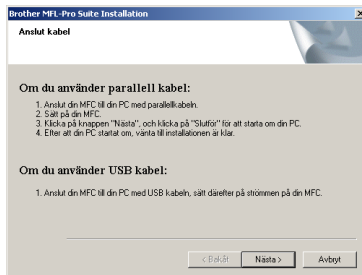 Brother MFL-Pro Suite Installation
Anslut kabel
Om du använder parallell kabel:
1. Anslut din MFC till din PC med parallellkabeln.
2. Sätt på din MFC.
3. Klicka på knappen "Nästa", och klicka på "Slutför" för att starta om din PC.
4. Efter att din PC startat om, vänta till installationen är klar.
Om du använder USB kabel:
1. Anslut din MFC till din PC med USB kabeln, sätt därefter på strömmen på din MFC.
< Bakåt Nästa > Avbryt